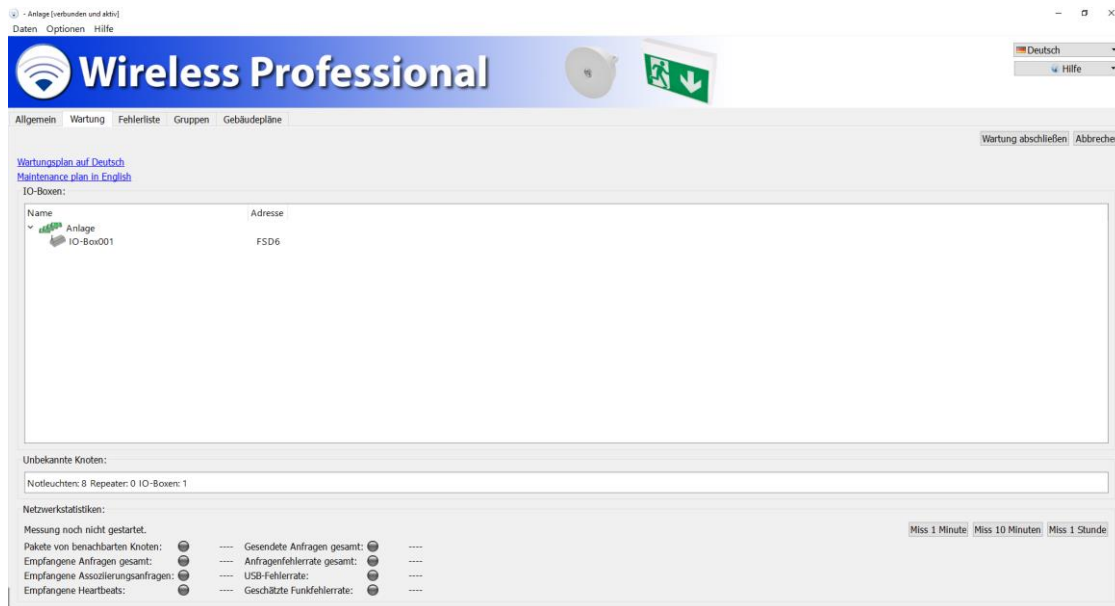 - Anlage [verbunden und aktiv]
Daten Optionen Hilfe
Wireless Professional
Deutsch
Hilfe
Allgemein Wartung Fehlerliste Gruppen Gebäudepläne
Wartung abschließen Abbreche
Wartungsplan auf Deutsch
Maintenance plan in English
IO-Boxen:
Name Adresse
Anlage
IO-Box001 F5D6
Unbekannte Knoten:
Notleuchten: 8 Repeater: 0 IO-Boxen: 1
Netzwerkstatistiken:
Messung noch nicht gestartet. Miss 1 Minute Miss 10 Minuten Miss 1 Stunde
Pakete von benachbarten Knoten: ---- Gesendete Anfragen gesamt: ----
Empfangene Anfragen gesamt: ---- Anfragenfehlerrate gesamt: ----
Empfangene Assoziierungsanfragen: ---- USB-Fehlerrate: ----
Empfangene Heartbeats: ---- Geschätzte Funkfehlerrate: ----